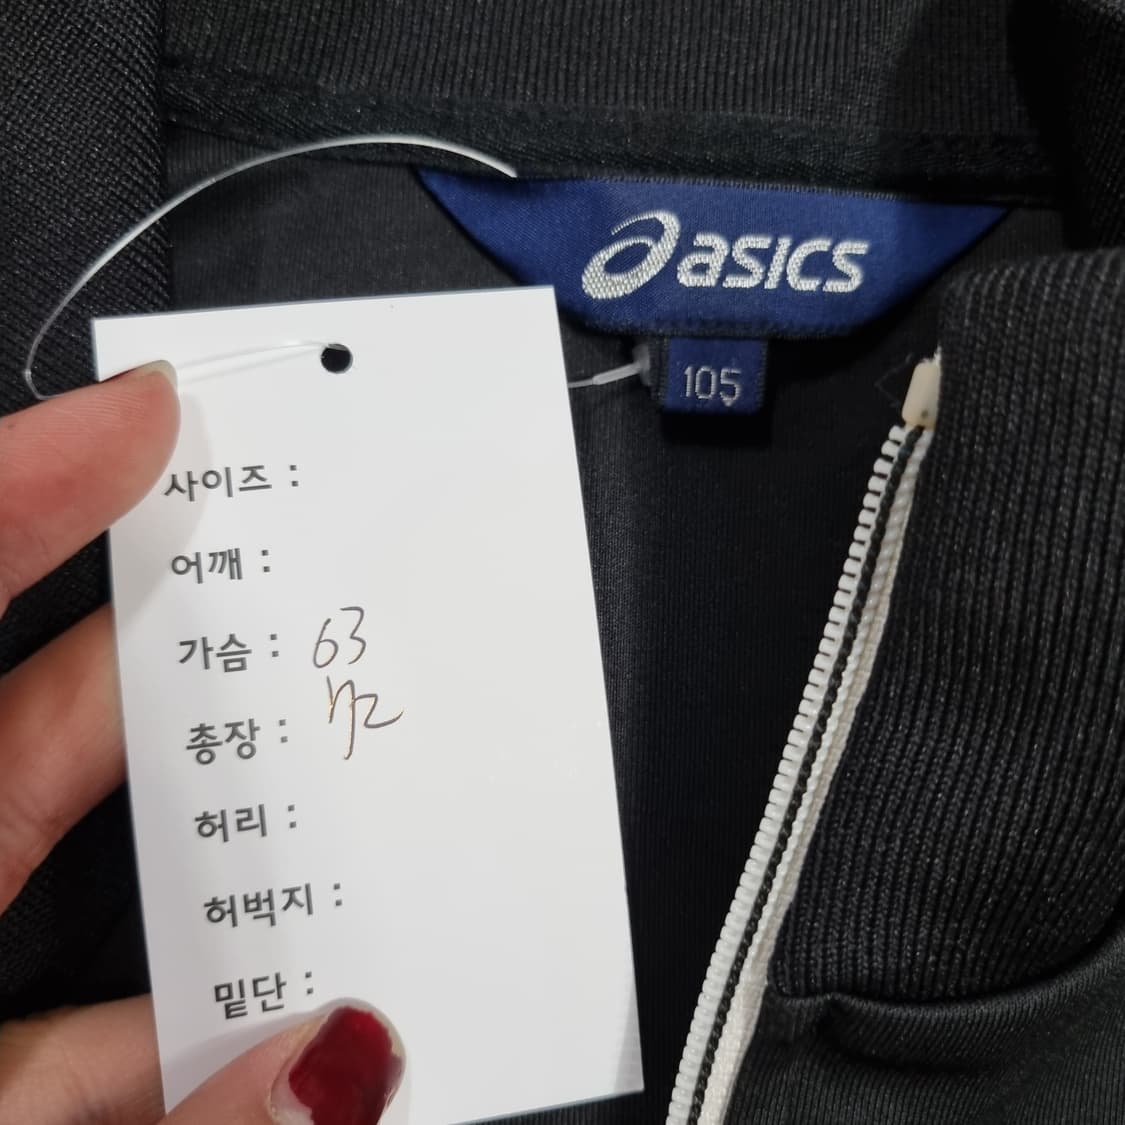 asics
105
사이즈 :
어깨 :
가슴 : 63
총장 : 72
허리 :
허벅지 :
밑단 :